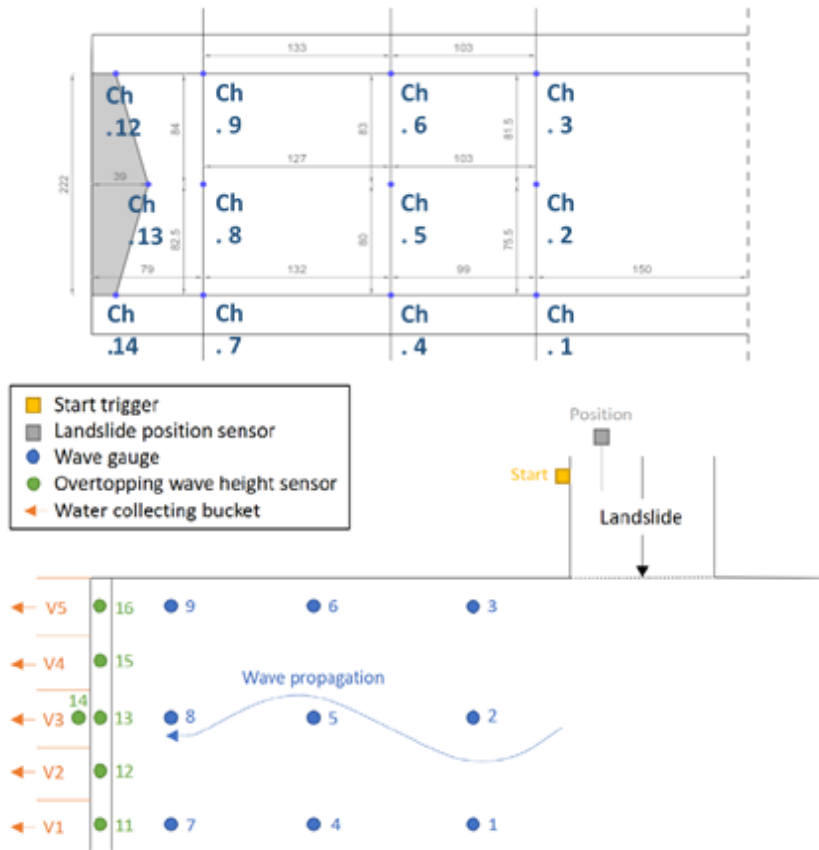 133
103
Ch
.12
Ch
. 9
Ch
. 6
Ch
. 3
84
83
81.5
127
103
222
39
Ch
.13
Ch
. 8
Ch
. 5
Ch
. 2
82.5
80
75.5
79
132
99
150
Ch
.14
Ch
. 7
Ch
. 4
Ch
. 1
Start trigger
Landslide position sensor
Wave gauge
Overtopping wave height sensor
Water collecting bucket
Position
Start
Landslide
V5
16
9
6
3
V4
15
Wave propagation
14
V3
13
8
5
2
V2
12
V1
11
7
4
1